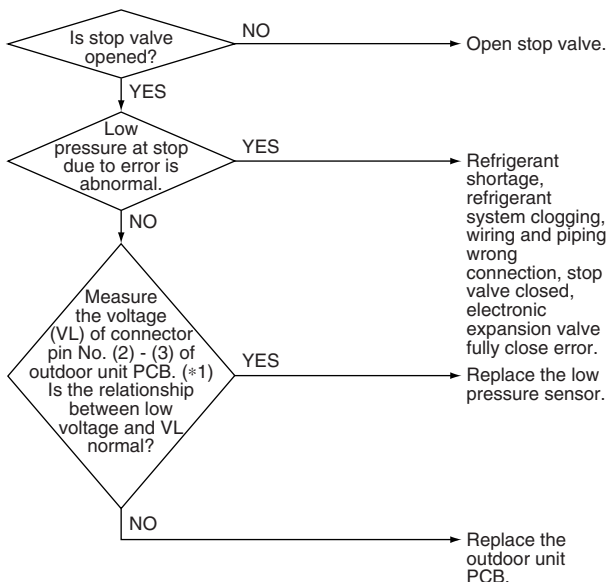 Is stop valve
opened?
NO
Open stop valve.
YES
Low
pressure at stop
due to error is
abnormal.
YES
Refrigerant
shortage,
refrigerant
system clogging,
wiring and piping
wrong
connection, stop
valve closed,
electronic
expansion valve
fully close error.
NO
Measure
the voltage
(VL) of connector
pin No. (2) - (3) of
outdoor unit PCB. (*1)
Is the relationship
between low
voltage and VL
normal?
YES
Replace the low
pressure sensor.
NO
Replace the
outdoor unit
PCB.